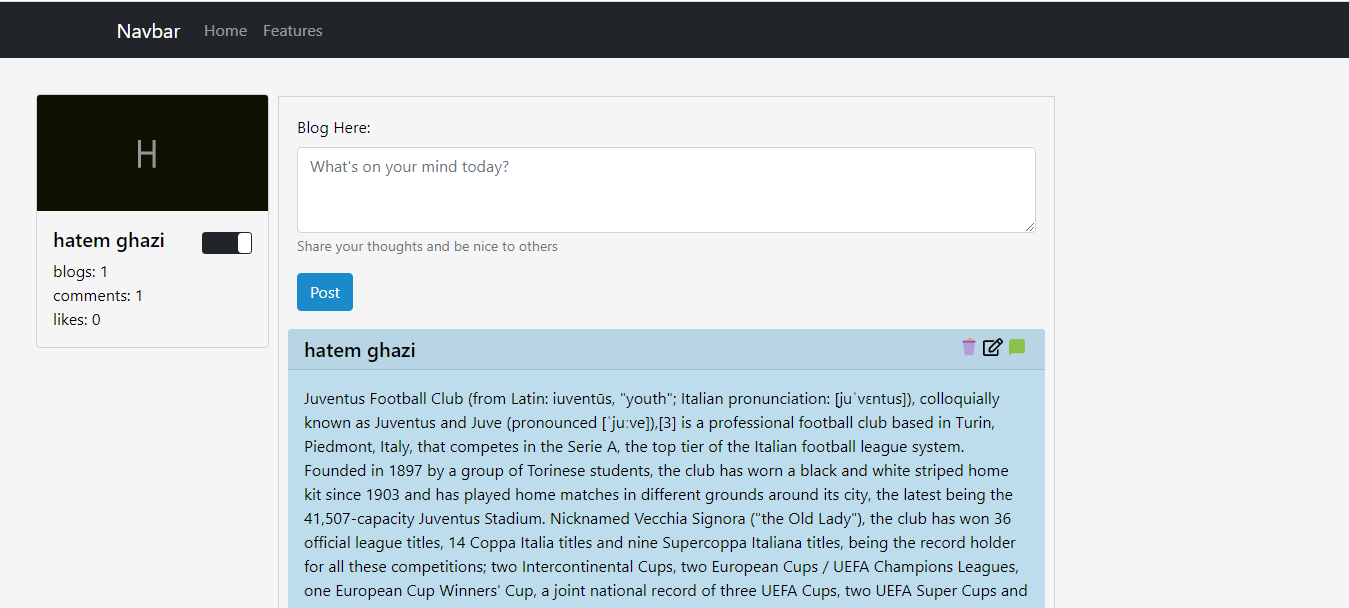 Navbar Home Features
H
hatem ghazi
blogs: 1
comments: 1
likes: 0
Blog Here:
What's on your mind today?
Share your thoughts and be nice to others
Post
hatem ghazi
Juventus Football Club (from Latin: iuventūs, "youth"; Italian pronunciation: [juˈvɛntus]), colloquially
known as Juventus and Juve (pronounced [ˈjuːve]),[3] is a professional football club based in Turin,
Piedmont, Italy, that competes in the Serie A, the top tier of the Italian football league system.
Founded in 1897 by a group of Torinese students, the club has worn a black and white striped home
kit since 1903 and has played home matches in different grounds around its city, the latest being the
41,507-capacity Juventus Stadium. Nicknamed Vecchia Signora ("the Old Lady"), the club has won 36
official league titles, 14 Coppa Italia titles and nine Supercoppa Italiana titles, being the record holder
for all these competitions; two Intercontinental Cups, two European Cups / UEFA Champions Leagues,
one European Cup Winners' Cup, a joint national record of three UEFA Cups, two UEFA Super Cups and